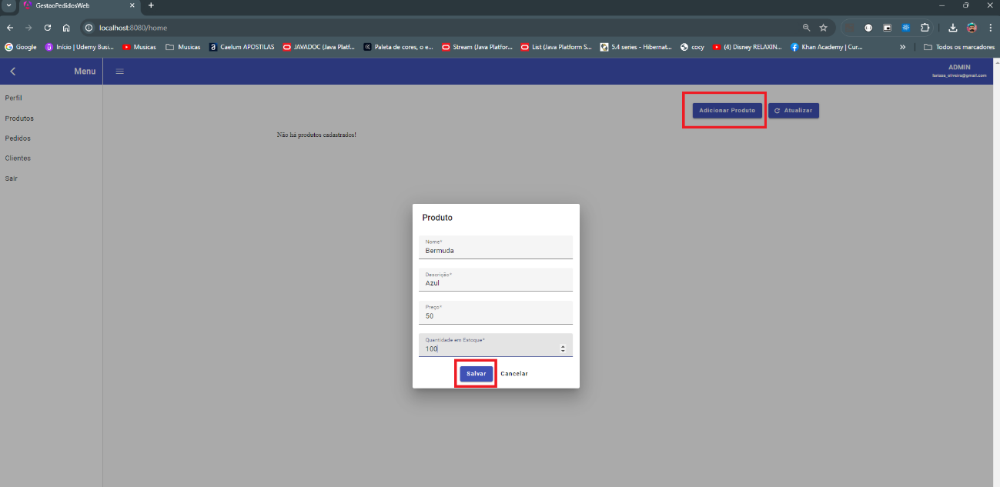 GestaoPedidosWeb
localhost:8080/home
Google Início | Udemy Busi... Musicas Musicas Caelum APOSTILAS JAVADOC (Java Platf... Paleta de cores, o e... Stream (Java Platfor... List (Java Platform S... 5.4 series - Hibernat... cocy (4) Disney RELAXIN... Khan Academy | Cur... » Todos os marcadores
Menu
ADMIN
larissa_oliveira@gmail.com
Perfil
Produtos
Pedidos
Clientes
Sair
Adicionar Produto Atualizar
Não há produtos cadastrados!
Produto
Nome*
Bermuda
Descrição*
Azul
Preço*
50
Quantidade em Estoque*
100
Salvar Cancelar